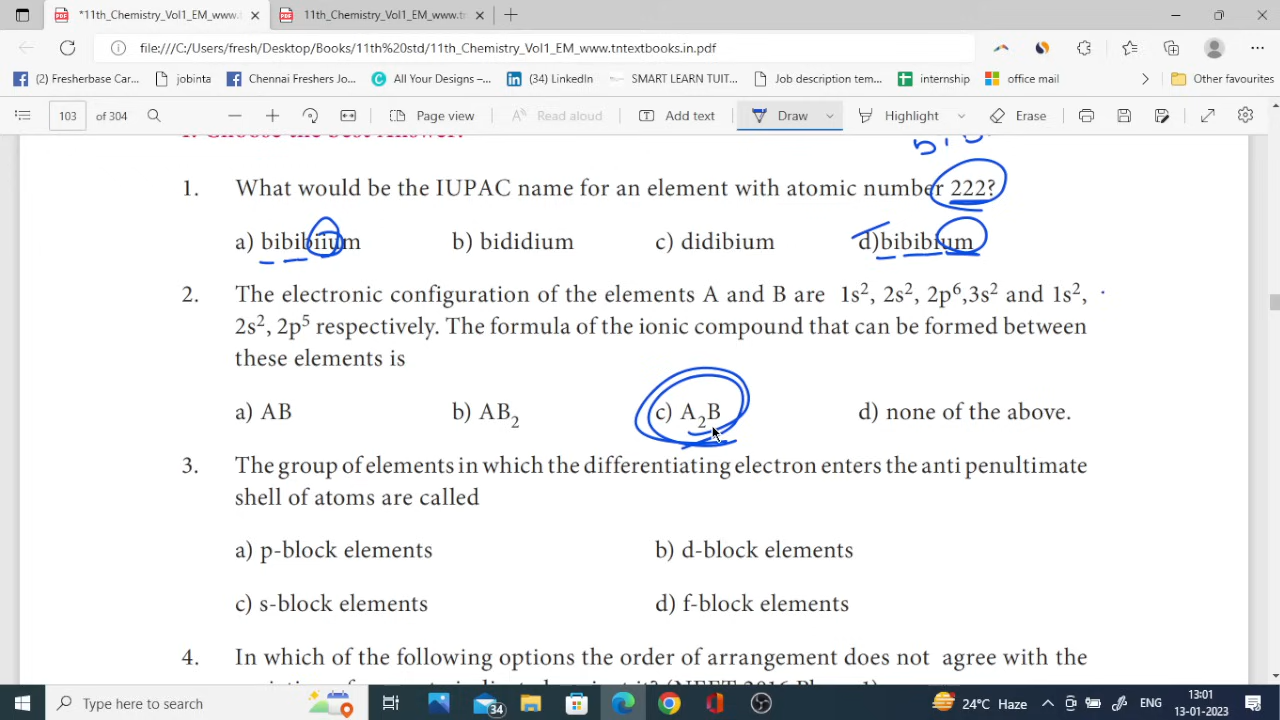 *11th_Chemistry_Vol1_EM_www.t
11th_Chemistry_Vol1_EM_www.tn
file:///C:/Users/fresh/Desktop/Books/11th%20std/11th_Chemistry_Vol1_EM_www.tntextbooks.in.pdf
(2) Fresherbase Car... jobinta Chennai Freshers Jo... All Your Designs –... (34) LinkedIn SMART LEARN TUIT... Job description tem... internship office mail Other favourites
103 of 304 Page view Read aloud Add text Draw Highlight Erase
1. What would be the IUPAC name for an element with atomic number 222?
a) bibibiium b) bididium c) didibium d)bibibium
2. The electronic configuration of the elements A and B are 1s², 2s², 2p⁶,3s² and 1s²,
2s², 2p⁵ respectively. The formula of the ionic compound that can be formed between
these elements is
a) AB b) AB₂ c) A₂B d) none of the above.
3. The group of elements in which the differentiating electron enters the anti penultimate
shell of atoms are called
a) p-block elements b) d-block elements
c) s-block elements d) f-block elements
4. In which of the following options the order of arrangement does not agree with the
Type here to search 34 24°C Haze ENG 13:01
13-01-2023